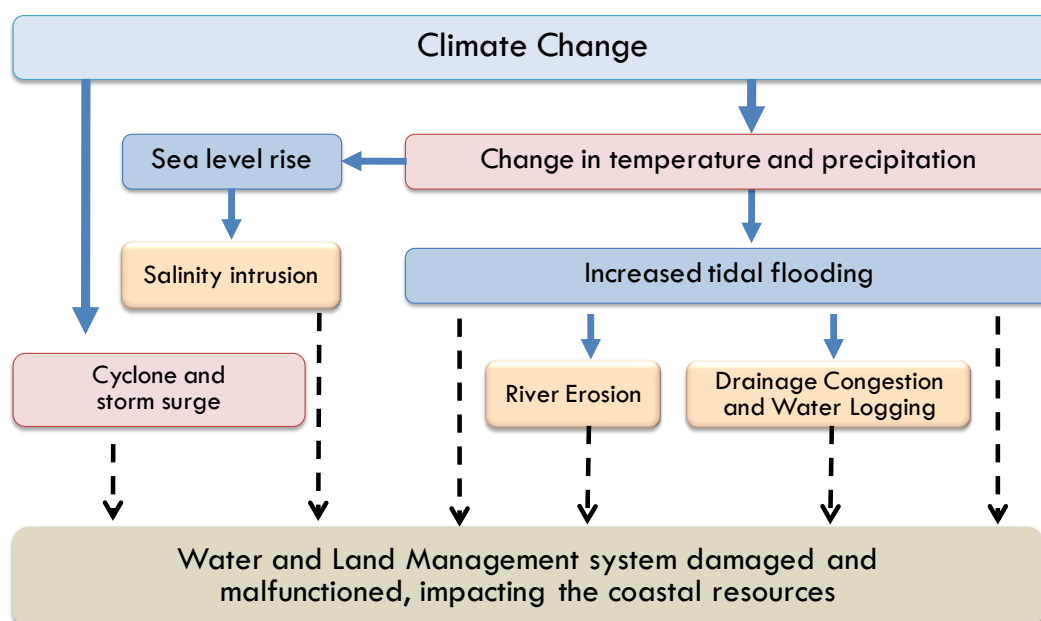 Climate Change
Sea level rise
Change in temperature and precipitation
Salinity intrusion
Increased tidal flooding
Cyclone and
storm surge
River Erosion
Drainage Congestion
and Water Logging
Water and Land Management system damaged and
malfunctioned, impacting the coastal resources